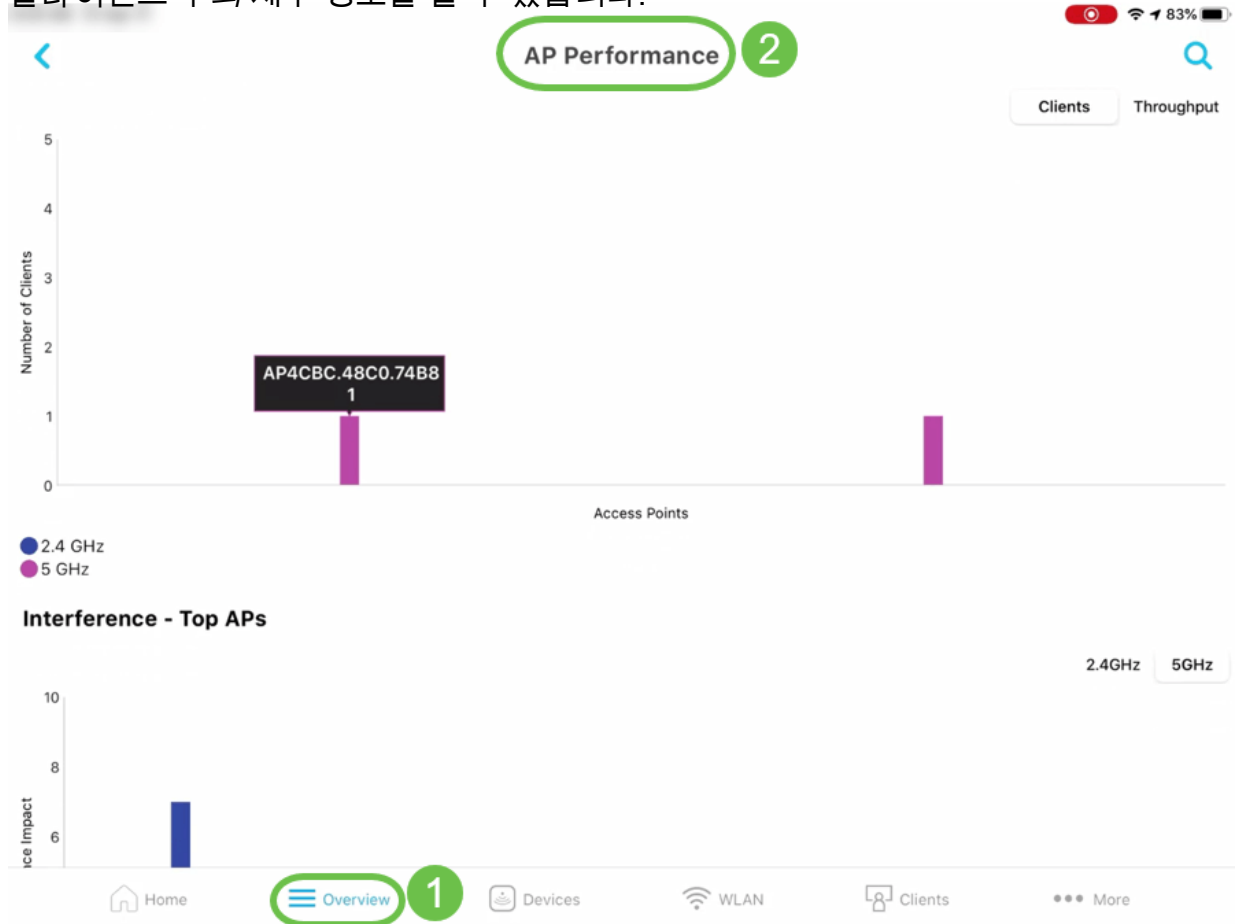 83%
AP Performance
2
Clients
Throughput
5
4
3
2
1
0
Number of Clients
AP4CBC.48C0.74B8
1
Access Points
2.4 GHz
5 GHz
Interference - Top APs
2.4GHz
5GHz
10
8
6
ce Impact
Home
Overview
1
Devices
WLAN
Clients
More